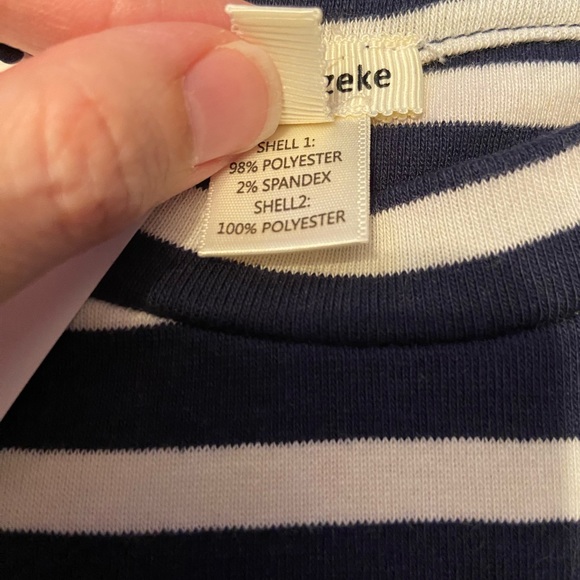 zeke
SHELL 1:
98% POLYESTER
2% SPANDEX
SHELL2:
100% POLYESTER